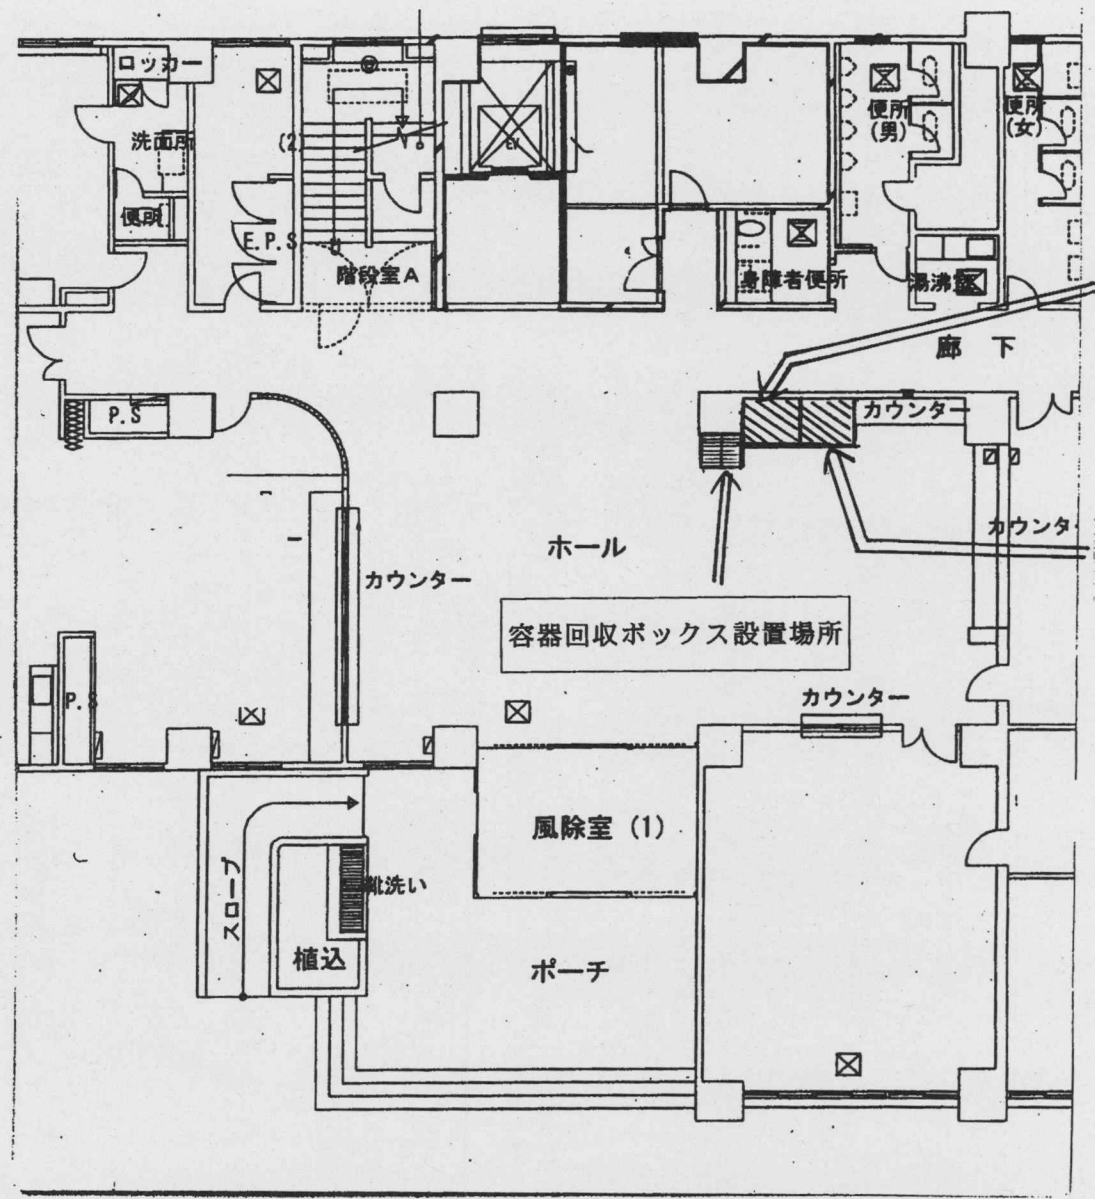 ロッカー
洗面所
便所
(2)
E.P.S
階段室A
EV
便所
(男)
便所
(女)
身障者便所
湯沸室
廊 下
P.S
カウンター
カウンター
ホール
カウンター
容器回収ボックス設置場所
P.S
カウンター
風除室 (1)
スロープ
靴洗い
植込
ポーチ